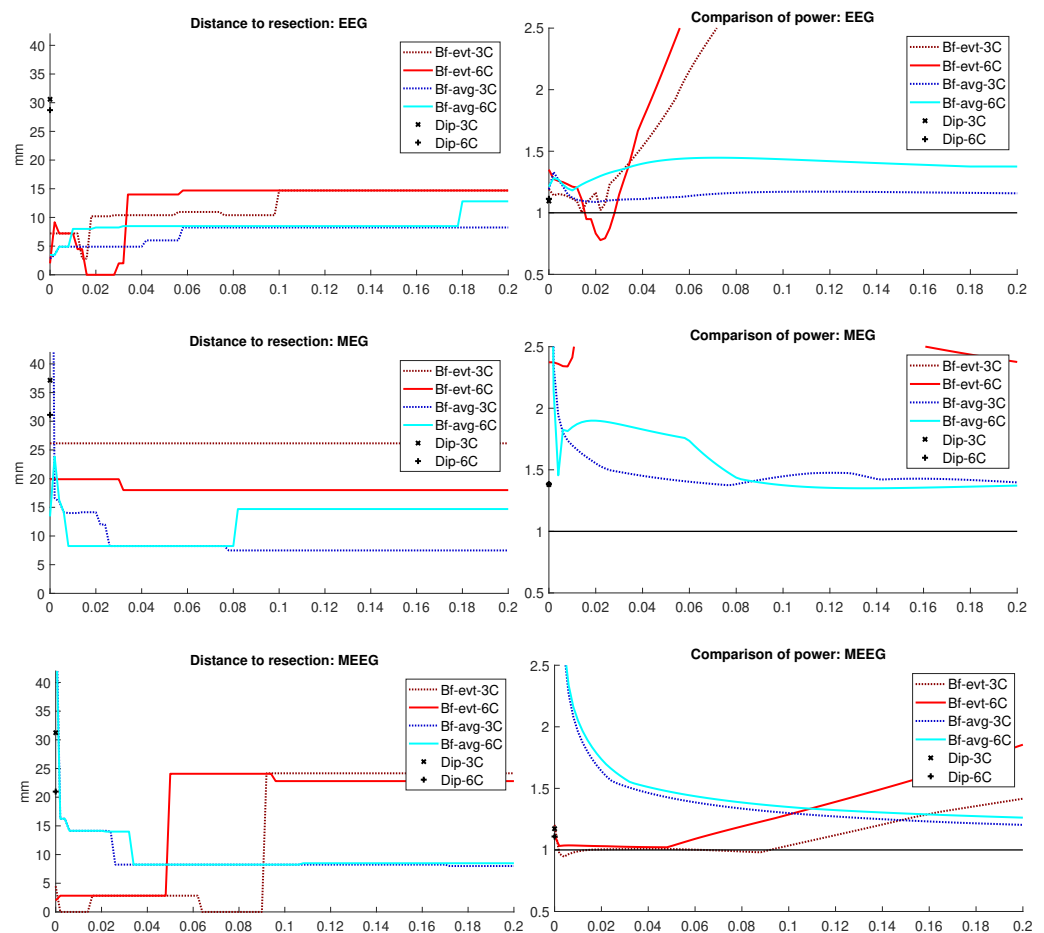 Distance to resection: EEG
mm
40
35
30
25
20
15
10
5
0
0 0.02 0.04 0.06 0.08 0.1 0.12 0.14 0.16 0.18 0.2
Bf-evt-3C
Bf-evt-6C
Bf-avg-3C
Bf-avg-6C
Dip-3C
Dip-6C
Comparison of power: EEG
2.5
2
1.5
1
0.5
0 0.02 0.04 0.06 0.08 0.1 0.12 0.14 0.16 0.18 0.2
Bf-evt-3C
Bf-evt-6C
Bf-avg-3C
Bf-avg-6C
Dip-3C
Dip-6C
Distance to resection: MEG
mm
40
35
30
25
20
15
10
5
0
0 0.02 0.04 0.06 0.08 0.1 0.12 0.14 0.16 0.18 0.2
Bf-evt-3C
Bf-evt-6C
Bf-avg-3C
Bf-avg-6C
Dip-3C
Dip-6C
Comparison of power: MEG
2.5
2
1.5
1
0.5
0 0.02 0.04 0.06 0.08 0.1 0.12 0.14 0.16 0.18 0.2
Bf-evt-3C
Bf-evt-6C
Bf-avg-3C
Bf-avg-6C
Dip-3C
Dip-6C
Distance to resection: MEEG
mm
40
35
30
25
20
15
10
5
0
0 0.02 0.04 0.06 0.08 0.1 0.12 0.14 0.16 0.18 0.2
Bf-evt-3C
Bf-evt-6C
Bf-avg-3C
Bf-avg-6C
Dip-3C
Dip-6C
Comparison of power: MEEG
2.5
2
1.5
1
0.5
0 0.02 0.04 0.06 0.08 0.1 0.12 0.14 0.16 0.18 0.2
Bf-evt-3C
Bf-evt-6C
Bf-avg-3C
Bf-avg-6C
Dip-3C
Dip-6C